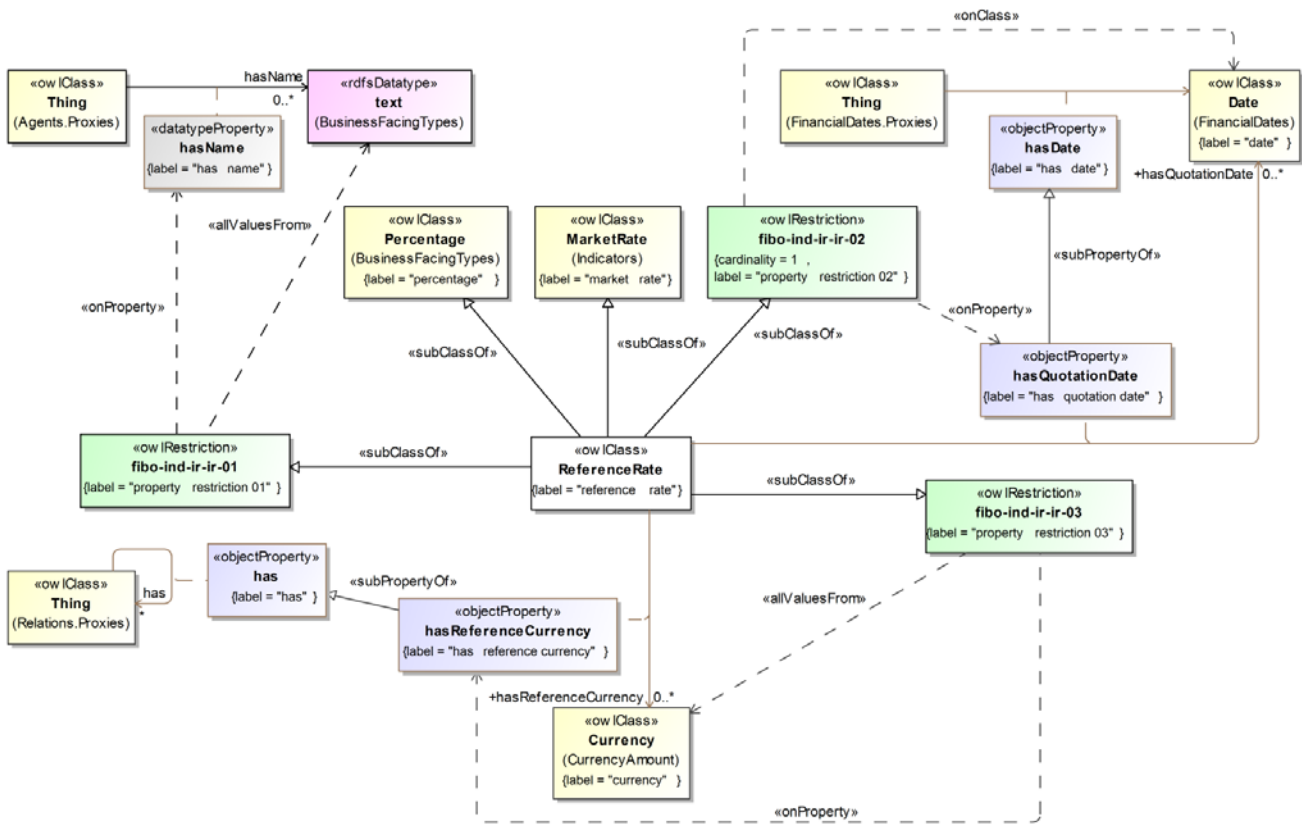 «onClass»
«owlClass»
Thing
(Agents.Proxies)
hasName
0..*
«rdfsDatatype»
text
(BusinessFacingTypes)
«owlClass»
Thing
(FinancialDates.Proxies)
«owlClass»
Date
(FinancialDates)
{label = "date" }
«datatypeProperty»
hasName
{label = "has name" }
«objectProperty»
hasDate
{label = "has date" }
+hasQuotationDate 0..*
«allValuesFrom»
«owlClass»
Percentage
(BusinessFacingTypes)
{label = "percentage" }
«owlClass»
MarketRate
(Indicators)
{label = "market rate"}
«owlRestriction»
fibo-ind-ir-ir-02
{cardinality = 1 ,
label = "property restriction 02" }
«subPropertyOf»
«onProperty»
«onProperty»
«subClassOf»
«subClassOf»
«subClassOf»
«objectProperty»
hasQuotationDate
{label = "has quotation date" }
«owlRestriction»
fibo-ind-ir-ir-01
{label = "property restriction 01" }
«subClassOf»
«owlClass»
ReferenceRate
{label = "reference rate"}
«subClassOf»
«owlRestriction»
fibo-ind-ir-ir-03
{label = "property restriction 03" }
«owlClass»
Thing
(Relations.Proxies)
has
*
«objectProperty»
has
{label = "has" }
«subPropertyOf»
«objectProperty»
hasReferenceCurrency
{label = "has reference currency" }
«allValuesFrom»
+hasReferenceCurrency 0..*
«owlClass»
Currency
(CurrencyAmount)
{label = "currency" }
«onProperty»